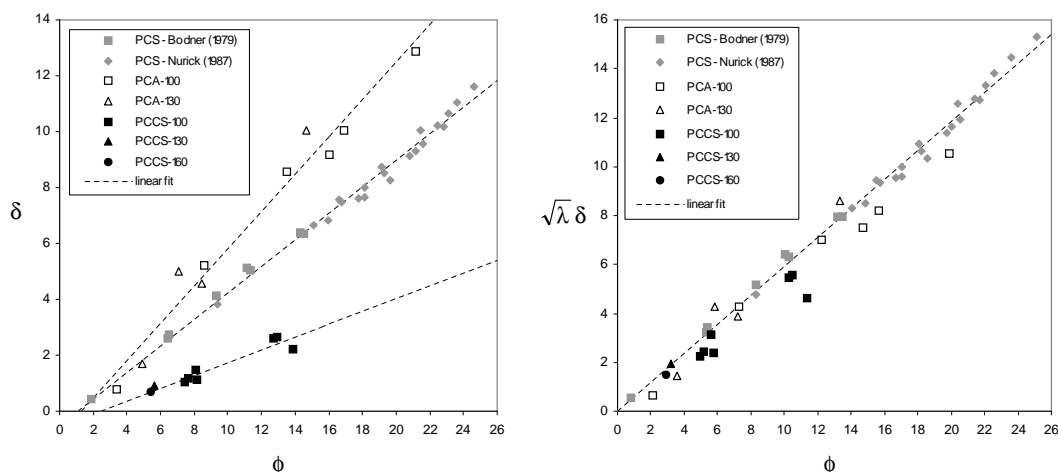 14
12
10
8
6
4
2
0
δ
PCS - Bodner (1979)
PCS - Nurick (1987)
PCA-100
PCA-130
PCCS-100
PCCS-130
PCCS-160
linear fit
0 2 4 6 8 10 12 14 16 18 20 22 24 26
ϕ
16
14
12
10
8
6
4
2
0
√λ δ
PCS - Bodner (1979)
PCS - Nurick (1987)
PCA-100
PCA-130
PCCS-100
PCCS-130
PCCS-160
linear fit
0 2 4 6 8 10 12 14 16 18 20 22 24 26
ϕ